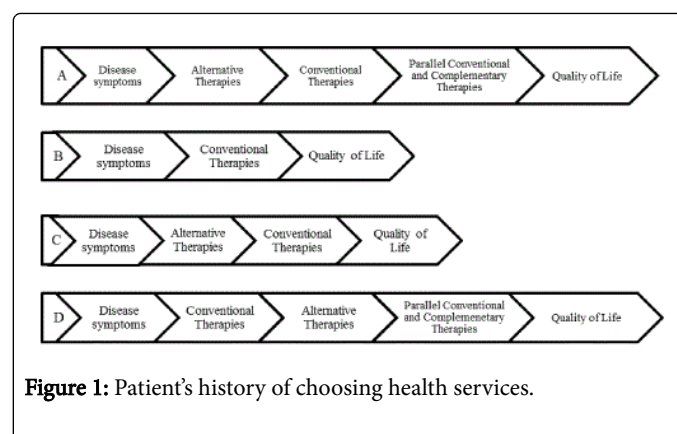 A
Disease
symptoms
Alternative
Therapies
Conventional
Therapies
Parallel Conventional
and Complementary
Therapies
Quality of Life
B
Disease
symptoms
Conventional
Therapies
Quality of Life
C
Disease
symptoms
Alternative
Therapies
Conventional
Therapies
Quality of
Life
D
Disease
symptoms
Conventional
Therapies
Alternative
Therapies
Parallel Conventional
and Complemenetary
Therapies
Quality of Life
Figure 1: Patient’s history of choosing health services.